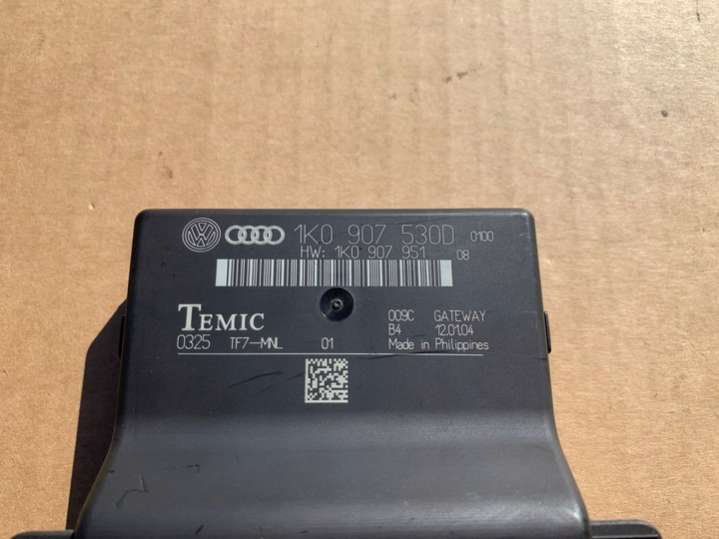 1K0 907 530D 0100
HW: 1K0 907 951 08
TEMIC
009C GATEWAY
B4 12.01.04
0325 TF7-MNL 01 Made in Philippines